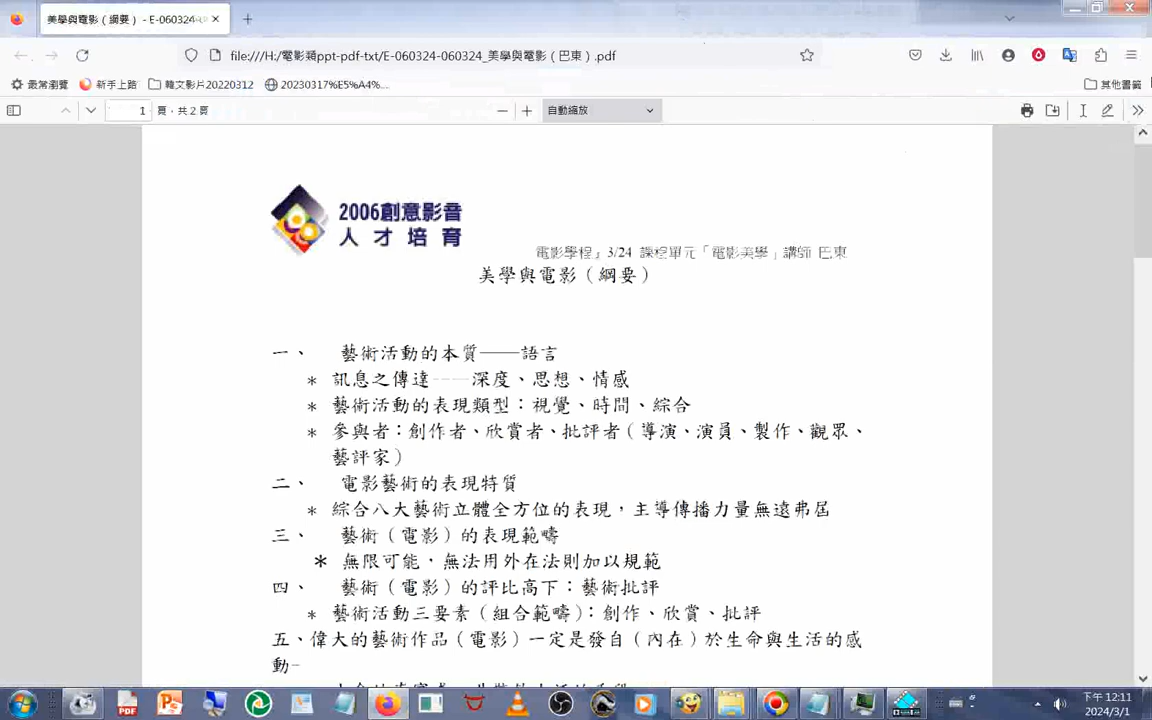 美學與電影（綱要） - E-060324
file:///H:/電影類ppt-pdf-txt/E-060324-060324_美學與電影（巴東）.pdf
最常瀏覽 新手上路 韓文影片20220312 20230317%E5%A4%... 其他書籤
1 頁，共 2 頁 自動縮放
2006創意影音
人才培育
電影學程』3/24 課程單元「電影美學」講師 巴東
美學與電影（綱要）
一、 藝術活動的本質──語言
* 訊息之傳達----深度、思想、情感
* 藝術活動的表現類型：視覺、時間、綜合
* 參與者：創作者、欣賞者、批評者（導演、演員、製作、觀眾、
藝評家）
二、 電影藝術的表現特質
* 綜合八大藝術立體全方位的表現，主導傳播力量無遠弗屆
三、 藝術（電影）的表現範疇
* 無限可能，無法用外在法則加以規範
四、 藝術（電影）的評比高下：藝術批評
* 藝術活動三要素（組合範疇）：創作、欣賞、批評
五、偉大的藝術作品（電影）一定是發自（內在）於生命與生活的感
動-
下午 12:11
2024/3/1